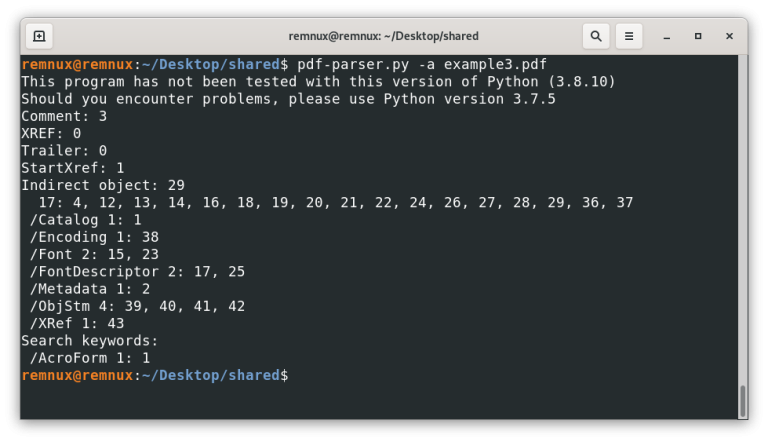 remnux@remnux: ~/Desktop/shared
remnux@remnux:~/Desktop/shared$ pdf-parser.py -a example3.pdf
This program has not been tested with this version of Python (3.8.10)
Should you encounter problems, please use Python version 3.7.5
Comment: 3
XREF: 0
Trailer: 0
StartXref: 1
Indirect object: 29
  17: 4, 12, 13, 14, 16, 18, 19, 20, 21, 22, 24, 26, 27, 28, 29, 36, 37
 /Catalog 1: 1
 /Encoding 1: 38
 /Font 2: 15, 23
 /FontDescriptor 2: 17, 25
 /Metadata 1: 2
 /ObjStm 4: 39, 40, 41, 42
 /XRef 1: 43
Search keywords:
 /AcroForm 1: 1
remnux@remnux:~/Desktop/shared$